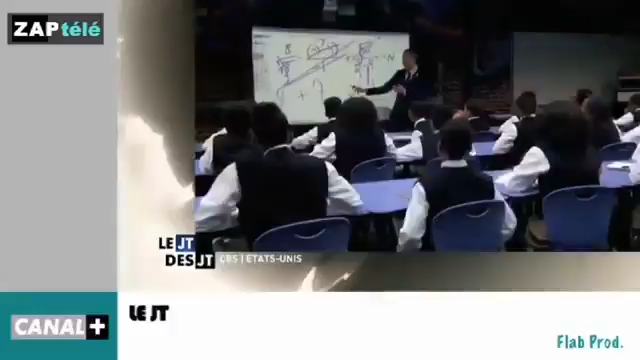 ZAPtélé
LE JT
DES JT
CBS | ETATS-UNIS
CANAL+
LE JT
Flab Prod.